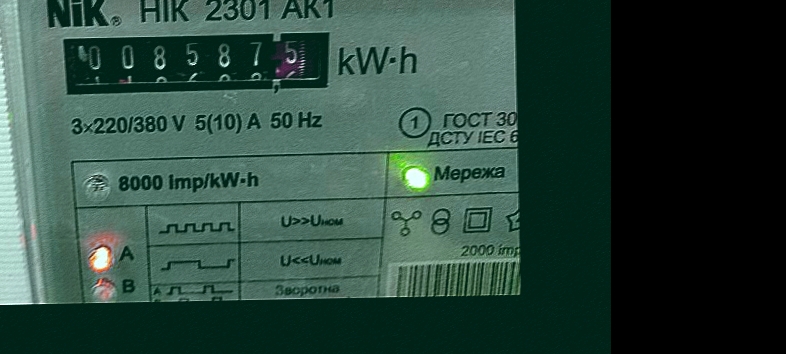 NiK® НІК 2301 АК1
0085875 kW·h
3×220/380 V 5(10) A 50 Hz
1 ГОСТ 30
ДСТУ IEC 6
8000 imp/kW·h
Мережа
A
U>>Uном
U<<Uном
2000 imp
B
Зворотна